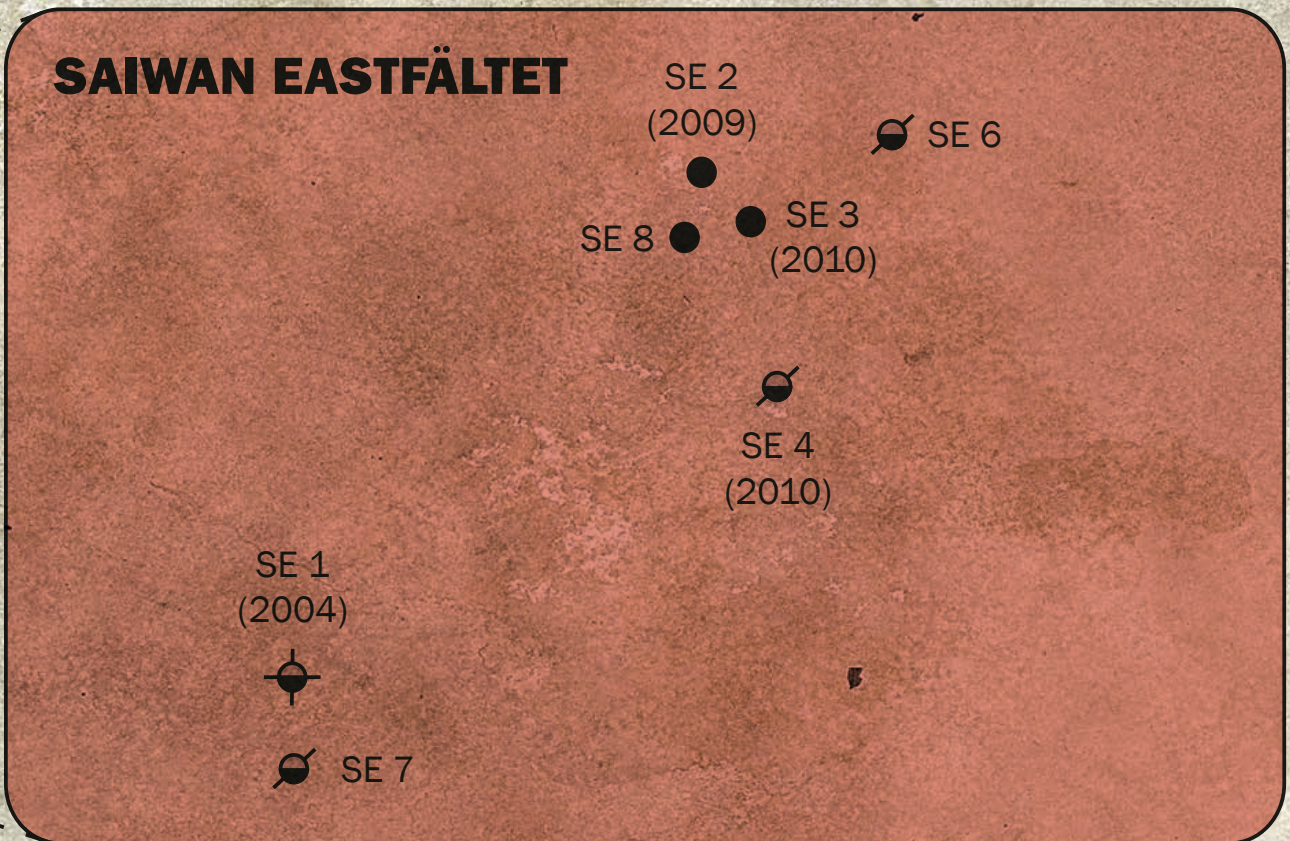 SAIWAN EASTFÄLTET
SE 2
(2009)
SE 6
SE 3
(2010)
SE 8
SE 4
(2010)
SE 1
(2004)
SE 7